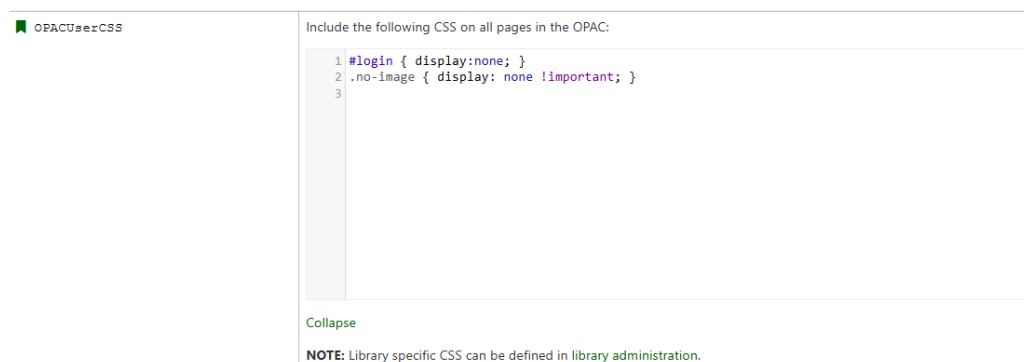 OPACUserCSS
Include the following CSS on all pages in the OPAC:
1 #login { display:none; }
2 .no-image { display: none !important; }
3
Collapse
NOTE: Library specific CSS can be defined in library administration.